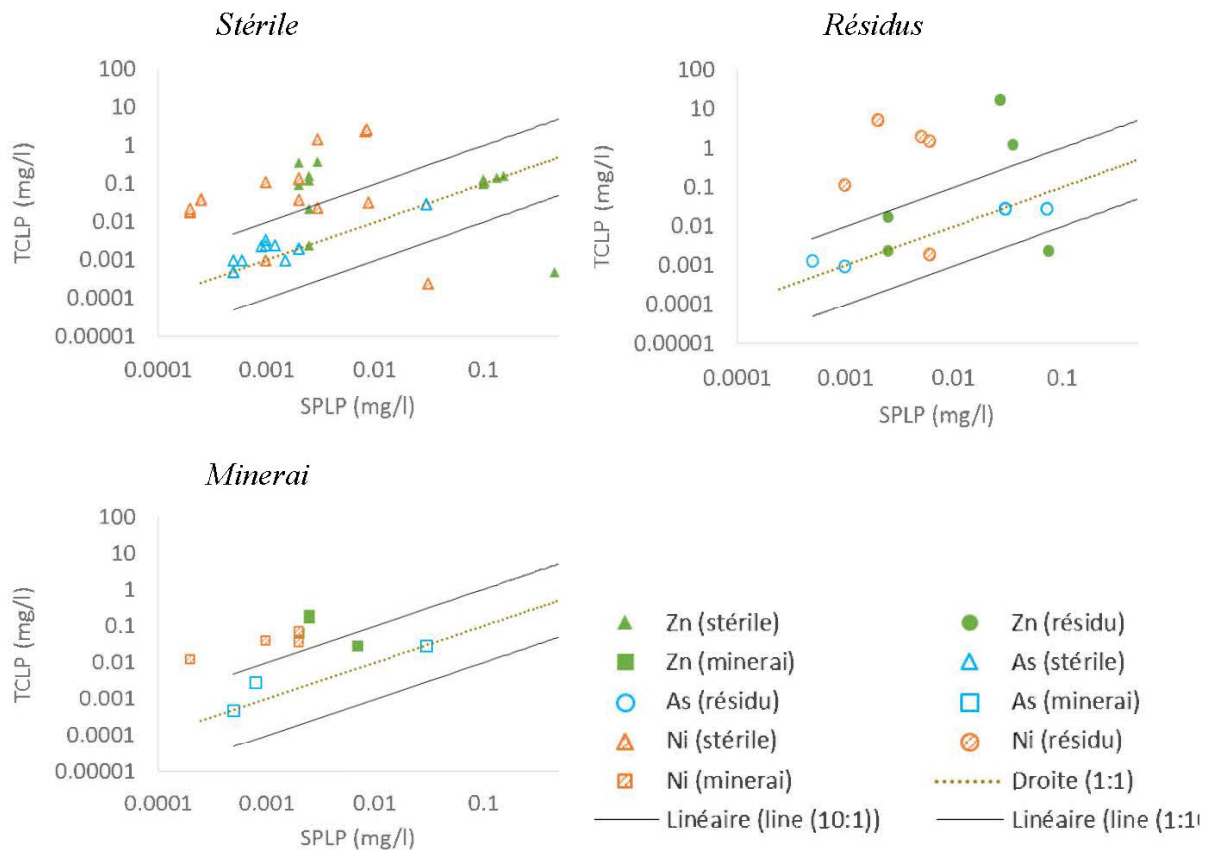 Stérile
100
10
1
0.1
0.01
0.001
0.0001
0.00001
TCLP (mg/l)
0.0001 0.001 0.01 0.1
SPLP (mg/l)
Résidus
100
10
1
0.1
0.01
0.001
0.0001
0.00001
TCLP (mg/l)
0.0001 0.001 0.01 0.1
SPLP (mg/l)
Minerai
100
10
1
0.1
0.01
0.001
0.0001
0.00001
TCLP (mg/l)
0.0001 0.001 0.01 0.1
SPLP (mg/l)
Zn (stérile) Zn (résidu)
Zn (minerai) As (stérile)
As (résidu) As (minerai)
Ni (stérile) Ni (résidu)
Ni (minerai) Droite (1:1)
Linéaire (line (10:1)) Linéaire (line (1:1